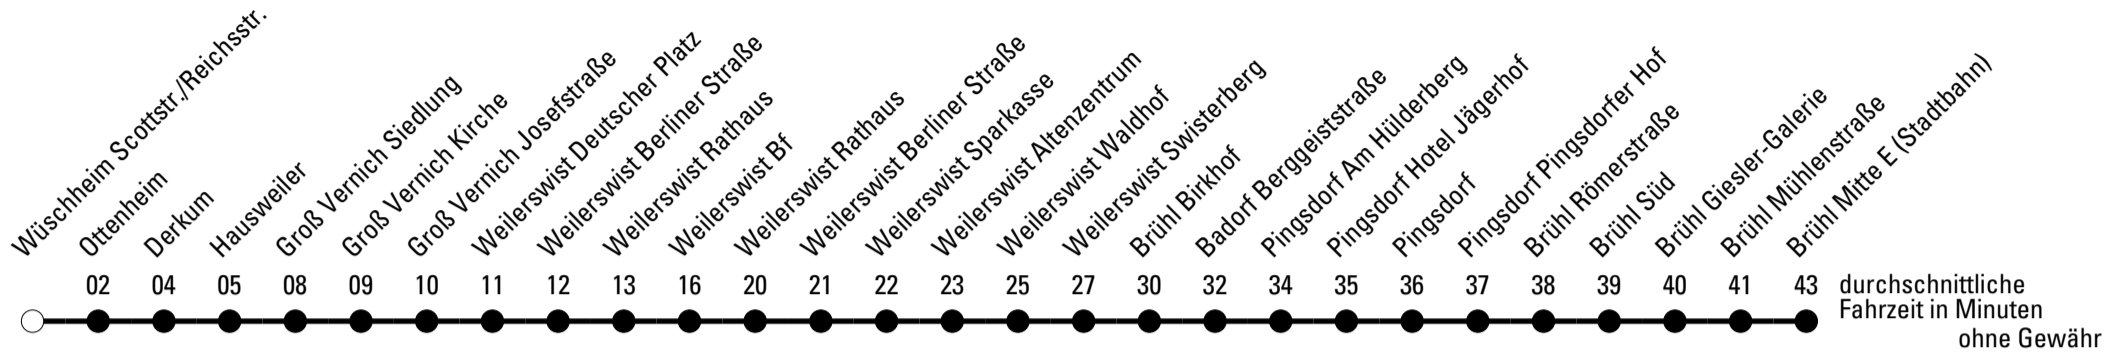 Wüschheim Scottstr./Reichsstr.
Ottenheim
Derkum
Hausweiler
Groß Vernich Siedlung
Groß Vernich Kirche
Groß Vernich Josefstraße
Weilerswist Deutscher Platz
Weilerswist Berliner Straße
Weilerswist Rathaus
Weilerswist Bf
Weilerswist Rathaus
Weilerswist Berliner Straße
Weilerswist Sparkasse
Weilerswist Altenzentrum
Weilerswist Waldhof
Weilerswist Swisterberg
Brühl Birkhof
Badorf Berggeiststraße
Pingsdorf Am Hülderberg
Pingsdorf Hotel Jägerhof
Pingsdorf
Pingsdorf Pingsdorfer Hof
Brühl Römerstraße
Brühl Süd
Brühl Giesler-Galerie
Brühl Mühlenstraße
Brühl Mitte E (Stadtbahn)
02 04 05 08 09 10 11 12 13 16 20 21 22 23 25 27 30 32 34 35 36 37 38 39 40 41 43 durchschnittliche
Fahrzeit in Minuten
ohne Gewähr